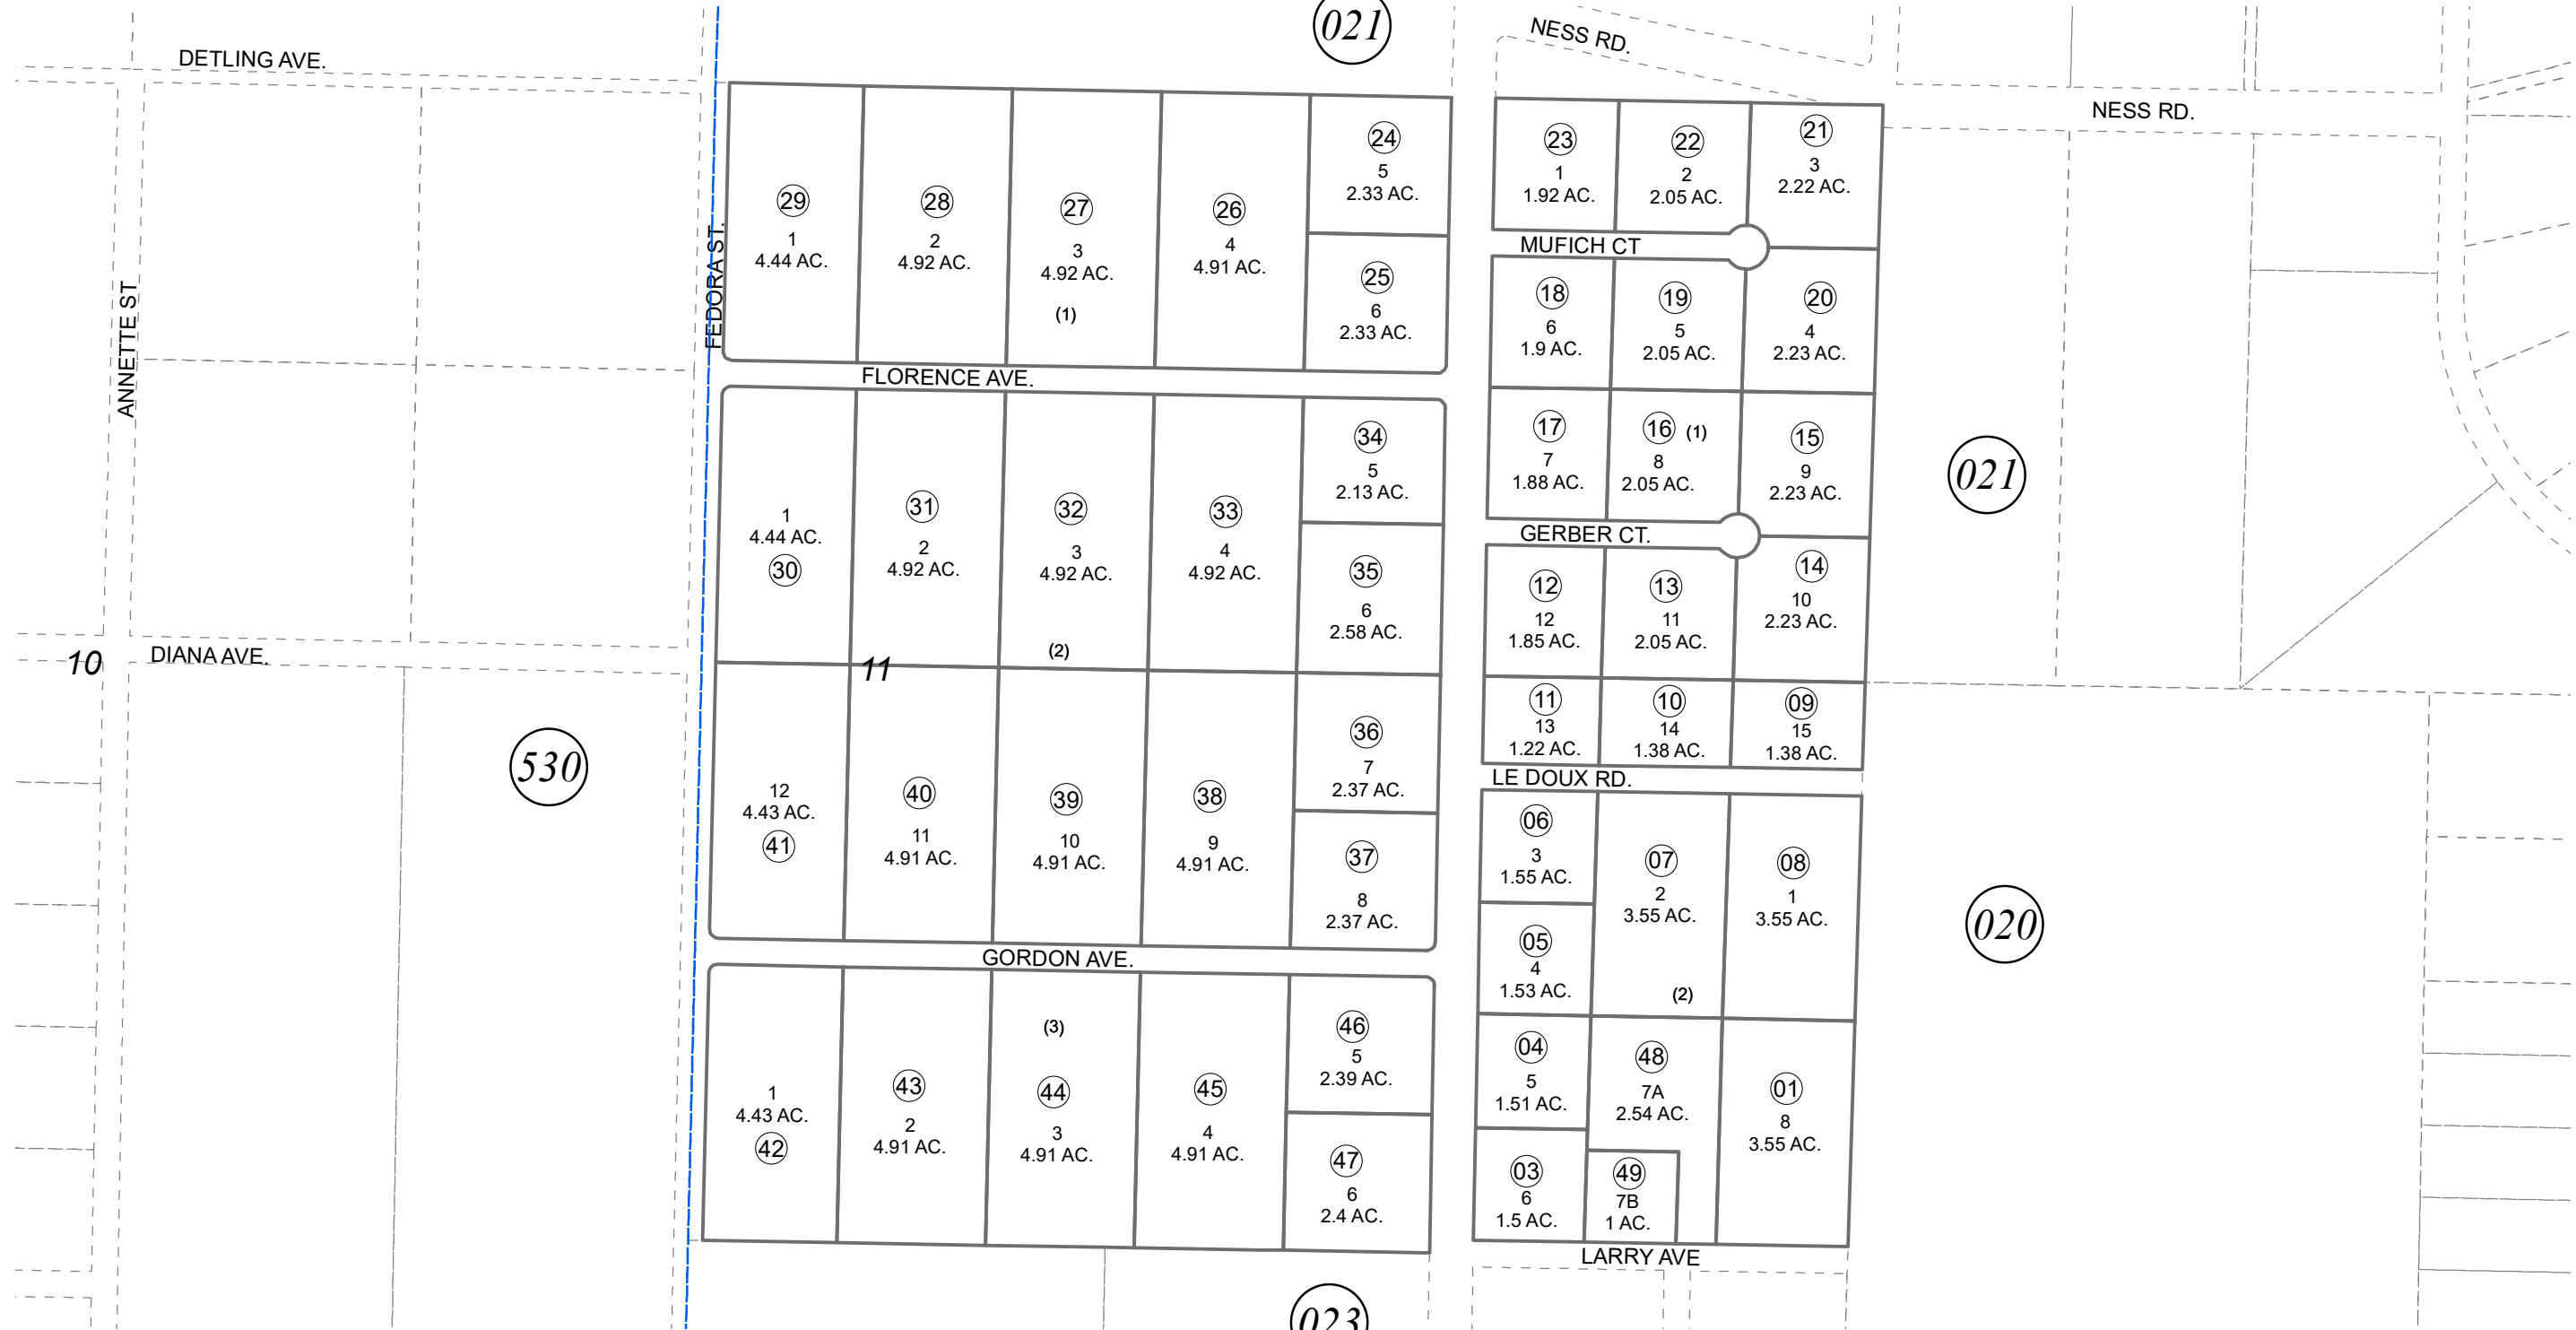 021
NESS RD.
DETLING AVE.
NESS RD.
ANNETTE ST
FEDORA ST.
29
1
4.44 AC.
28
2
4.92 AC.
27
3
4.92 AC.
(1)
26
4
4.91 AC.
24
5
2.33 AC.
25
6
2.33 AC.
23
1
1.92 AC.
22
2
2.05 AC.
21
3
2.22 AC.
MUFICH CT
18
6
1.9 AC.
19
5
2.05 AC.
20
4
2.23 AC.
FLORENCE AVE.
17
7
1.88 AC.
16
(1)
8
2.05 AC.
15
9
2.23 AC.
021
1
4.44 AC.
30
31
2
4.92 AC.
32
3
4.92 AC.
(2)
33
4
4.92 AC.
34
5
2.13 AC.
35
6
2.58 AC.
GERBER CT.
12
12
1.85 AC.
13
11
2.05 AC.
14
10
2.23 AC.
10
DIANA AVE.
11
11
13
1.22 AC.
10
14
1.38 AC.
09
15
1.38 AC.
530
12
4.43 AC.
41
40
11
4.91 AC.
39
10
4.91 AC.
38
9
4.91 AC.
36
7
2.37 AC.
37
8
2.37 AC.
LE DOUX RD.
06
3
1.55 AC.
07
2
3.55 AC.
08
1
3.55 AC.
05
4
1.53 AC.
(2)
020
GORDON AVE.
1
4.43 AC.
42
43
2
4.91 AC.
(3)
44
3
4.91 AC.
45
4
4.91 AC.
46
5
2.39 AC.
47
6
2.4 AC.
04
5
1.51 AC.
48
7A
2.54 AC.
01
8
3.55 AC.
03
6
1.5 AC.
49
7B
1 AC.
LARRY AVE
023